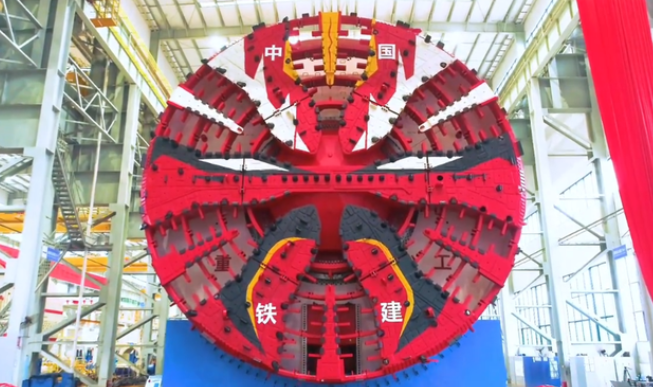 中 国
重 工
铁 建